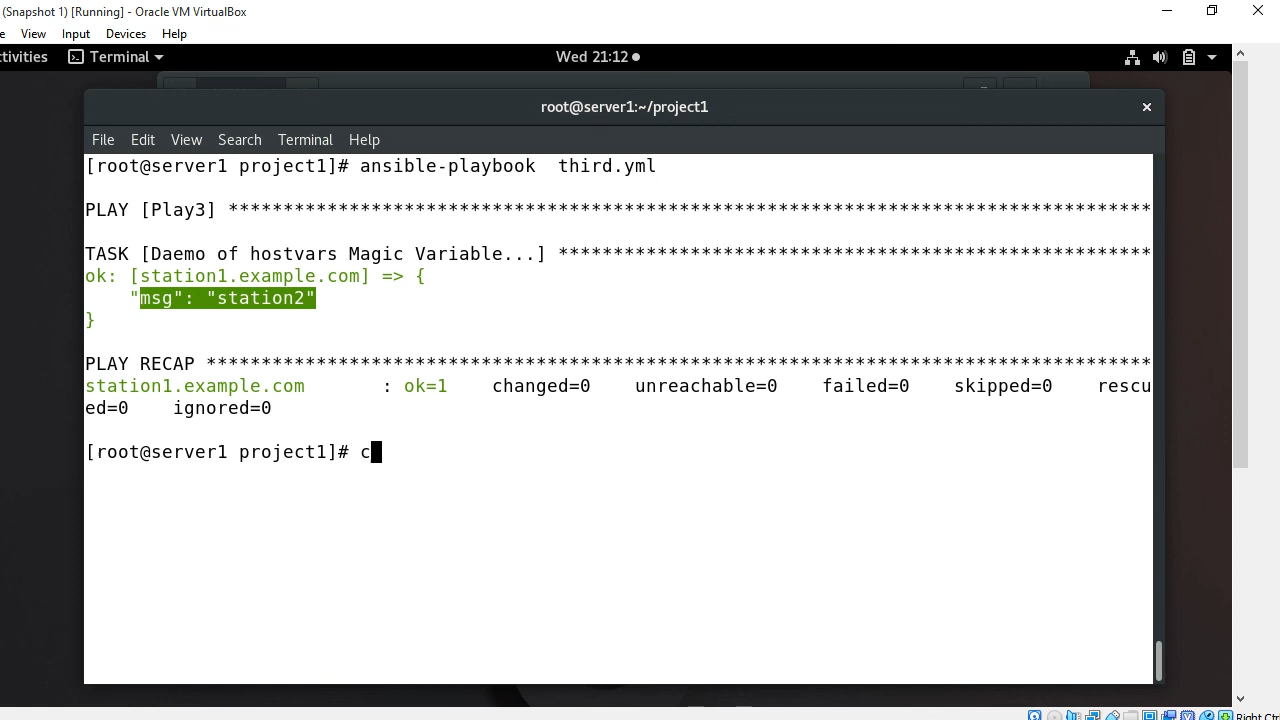 (Snapshot 1) [Running] - Oracle VM VirtualBox
e View Input Devices Help
tivities Terminal Wed 21:12
root@server1:~/project1
File Edit View Search Terminal Help
[root@server1 project1]# ansible-playbook  third.yml
PLAY [Play3] ************************************************************************************
TASK [Daemo of hostvars Magic Variable...] ******************************************************
ok: [station1.example.com] => {
    "msg": "station2"
}
PLAY RECAP **************************************************************************************
station1.example.com       : ok=1    changed=0    unreachable=0    failed=0    skipped=0    rescu
ed=0    ignored=0
[root@server1 project1]# c
Right Ctr